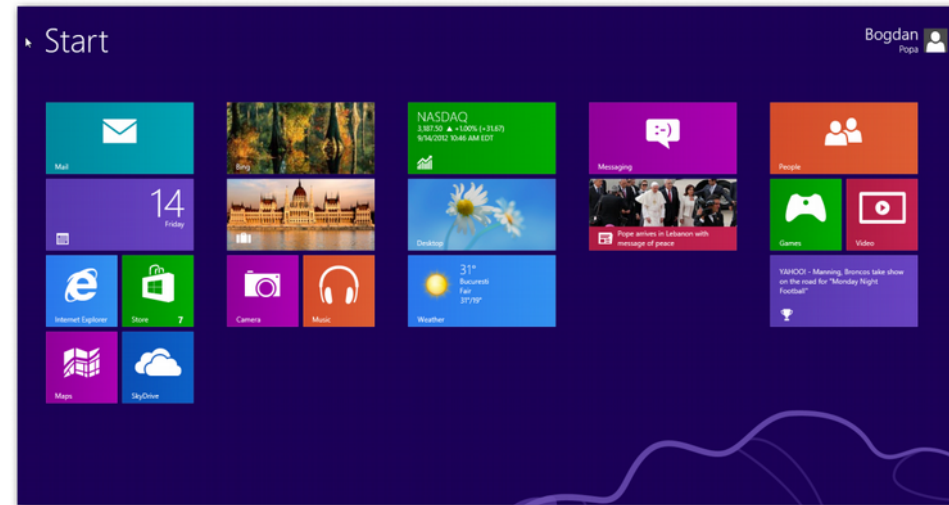 Start
Bogdan
Popa
Mail
Bing
NASDAQ
3,187.50 ▲ +1.00% (+31.67)
9/14/2012 10:46 AM EDT
Messaging
People
14
Friday
Desktop
Pope arrives in Lebanon with
message of peace
Games
Video
Internet Explorer
Store
7
Camera
Music
31°
Bucuresti
Fair
31°/19°
Weather
YAHOO! - Manning, Broncos take show
on the road for "Monday Night
Football"
Maps
SkyDrive